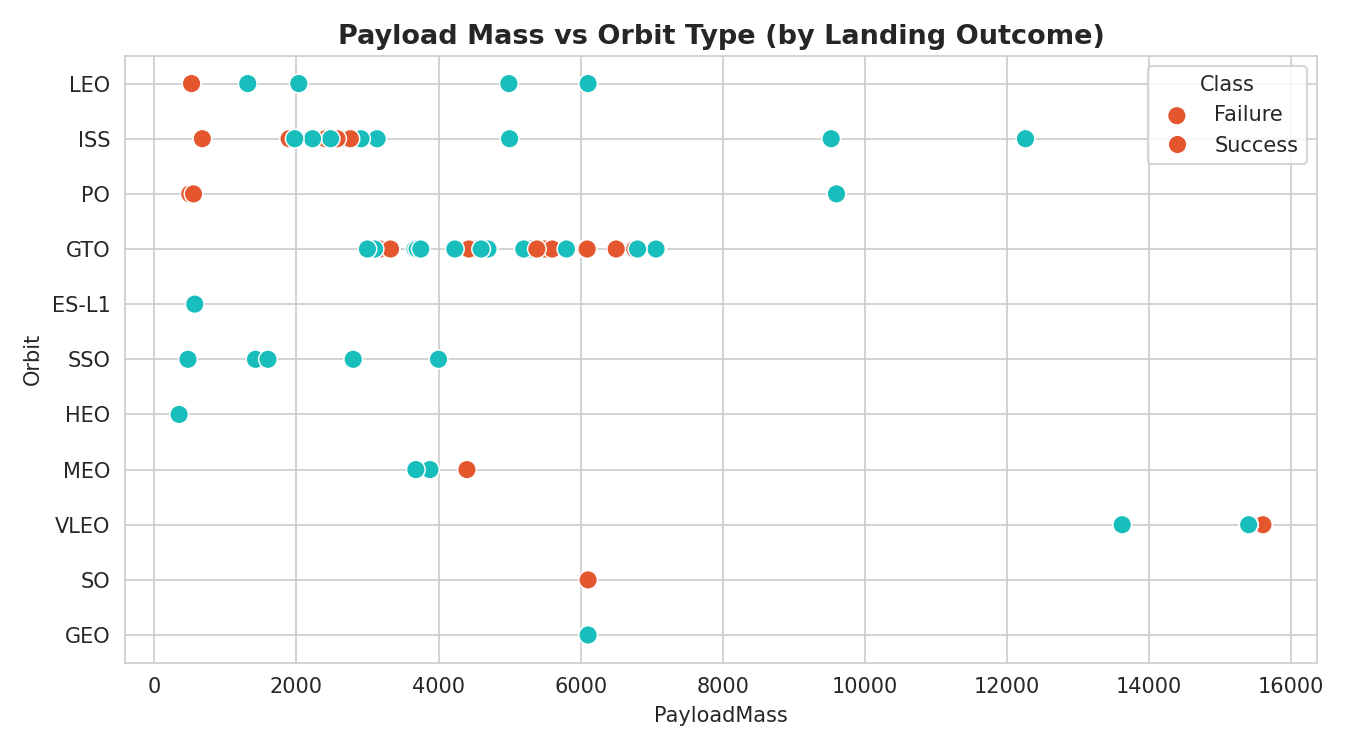 Payload Mass vs Orbit Type (by Landing Outcome)
Class
Failure
Success
Orbit
LEO
ISS
PO
GTO
ES-L1
SSO
HEO
MEO
VLEO
SO
GEO
0 2000 4000 6000 8000 10000 12000 14000 16000
PayloadMass